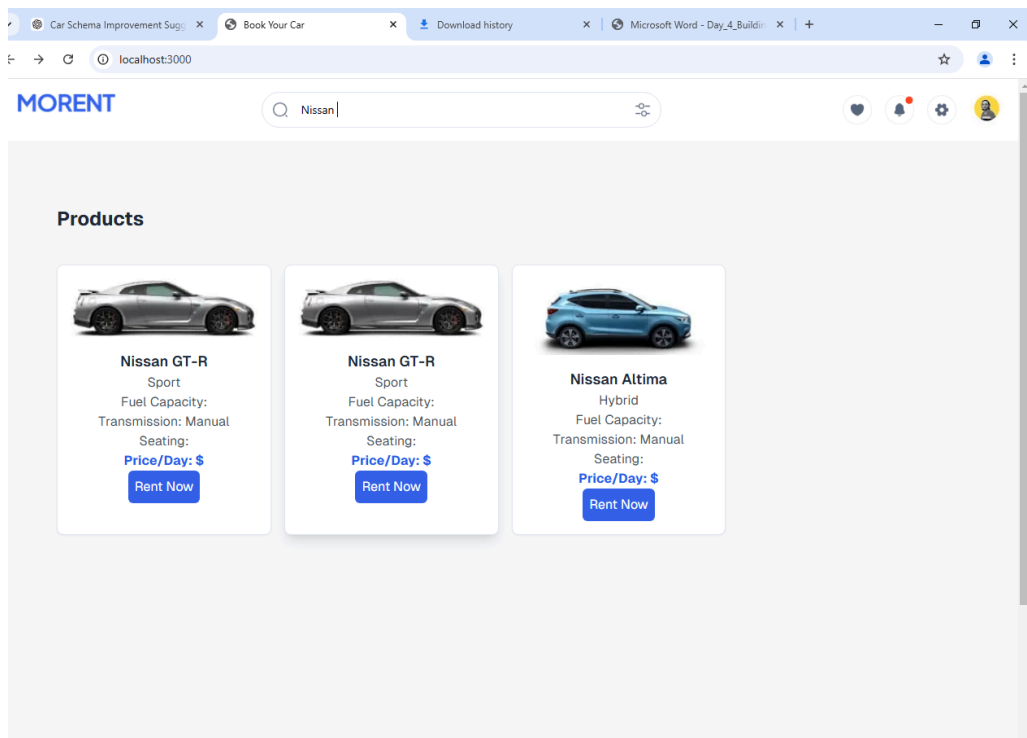 Car Schema Improvement Sugg
Book Your Car
Download history
Microsoft Word - Day_4_Buildin
localhost:3000
MORENT
Nissan
Products
Nissan GT-R
Sport
Fuel Capacity:
Transmission: Manual
Seating:
Price/Day: $
Rent Now
Nissan GT-R
Sport
Fuel Capacity:
Transmission: Manual
Seating:
Price/Day: $
Rent Now
Nissan Altima
Hybrid
Fuel Capacity:
Transmission: Manual
Seating:
Price/Day: $
Rent Now